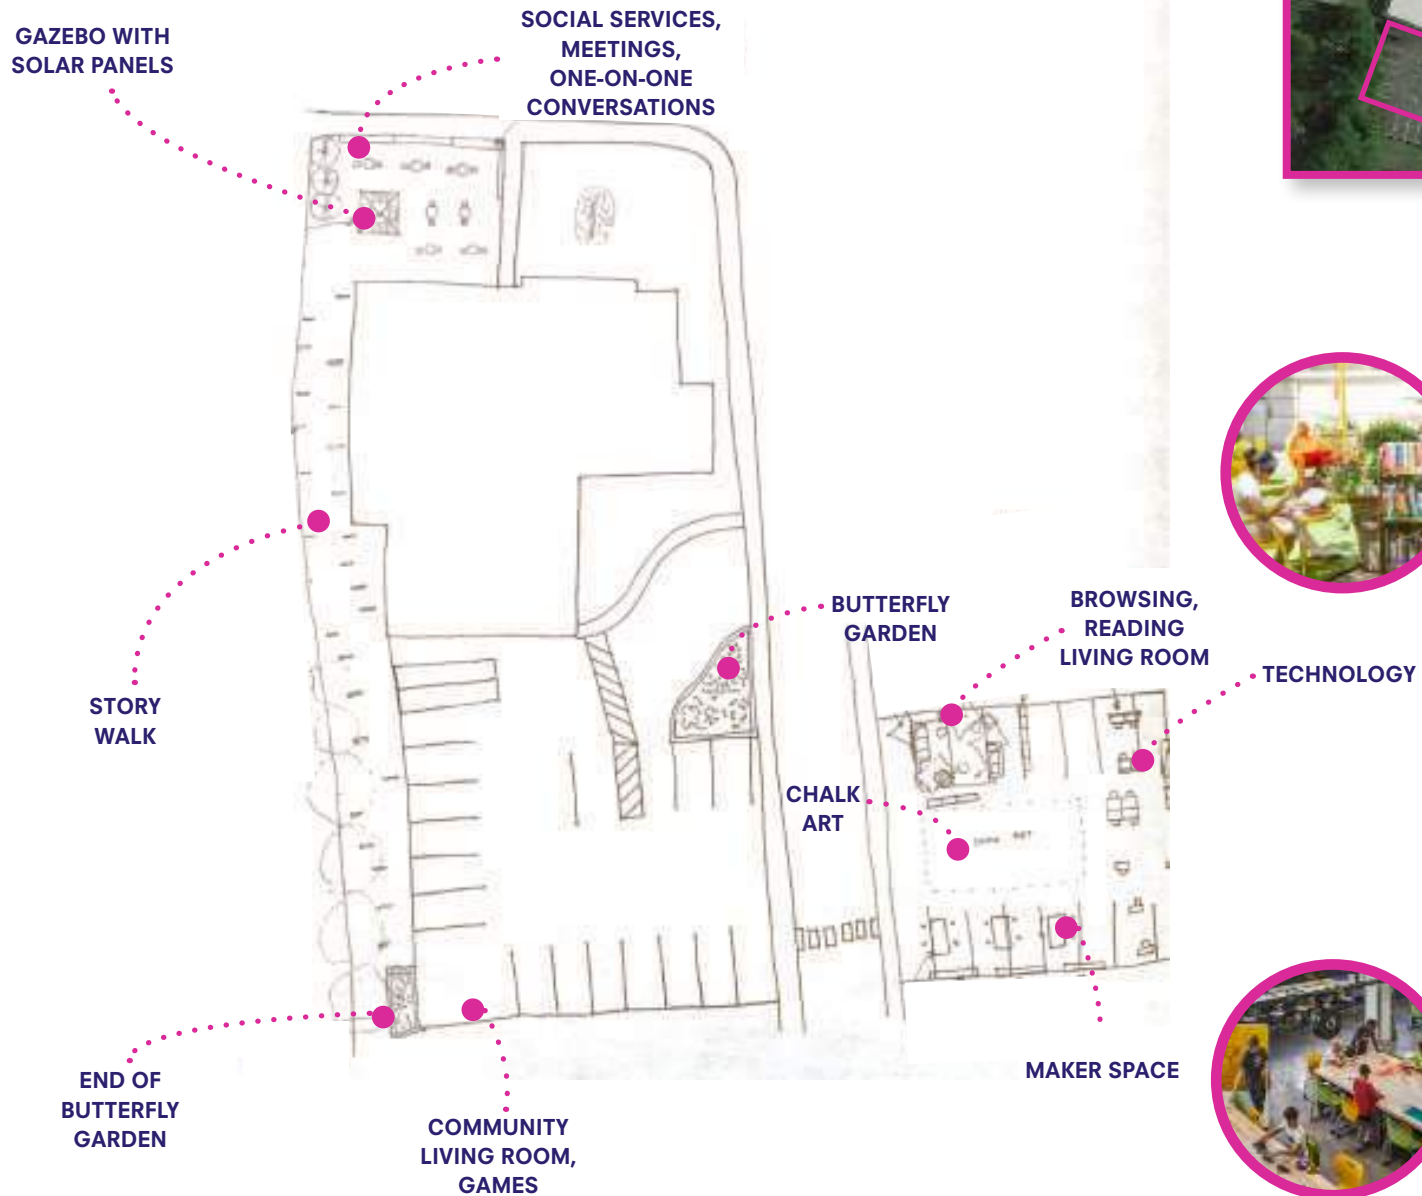 GAZEBO WITH
SOLAR PANELS
SOCIAL SERVICES,
MEETINGS,
ONE-ON-ONE
CONVERSATIONS
STORY
WALK
BUTTERFLY
GARDEN
BROWSING,
READING
LIVING ROOM
TECHNOLOGY
CHALK
ART
MAKER SPACE
END OF
BUTTERFLY
GARDEN
COMMUNITY
LIVING ROOM,
GAMES